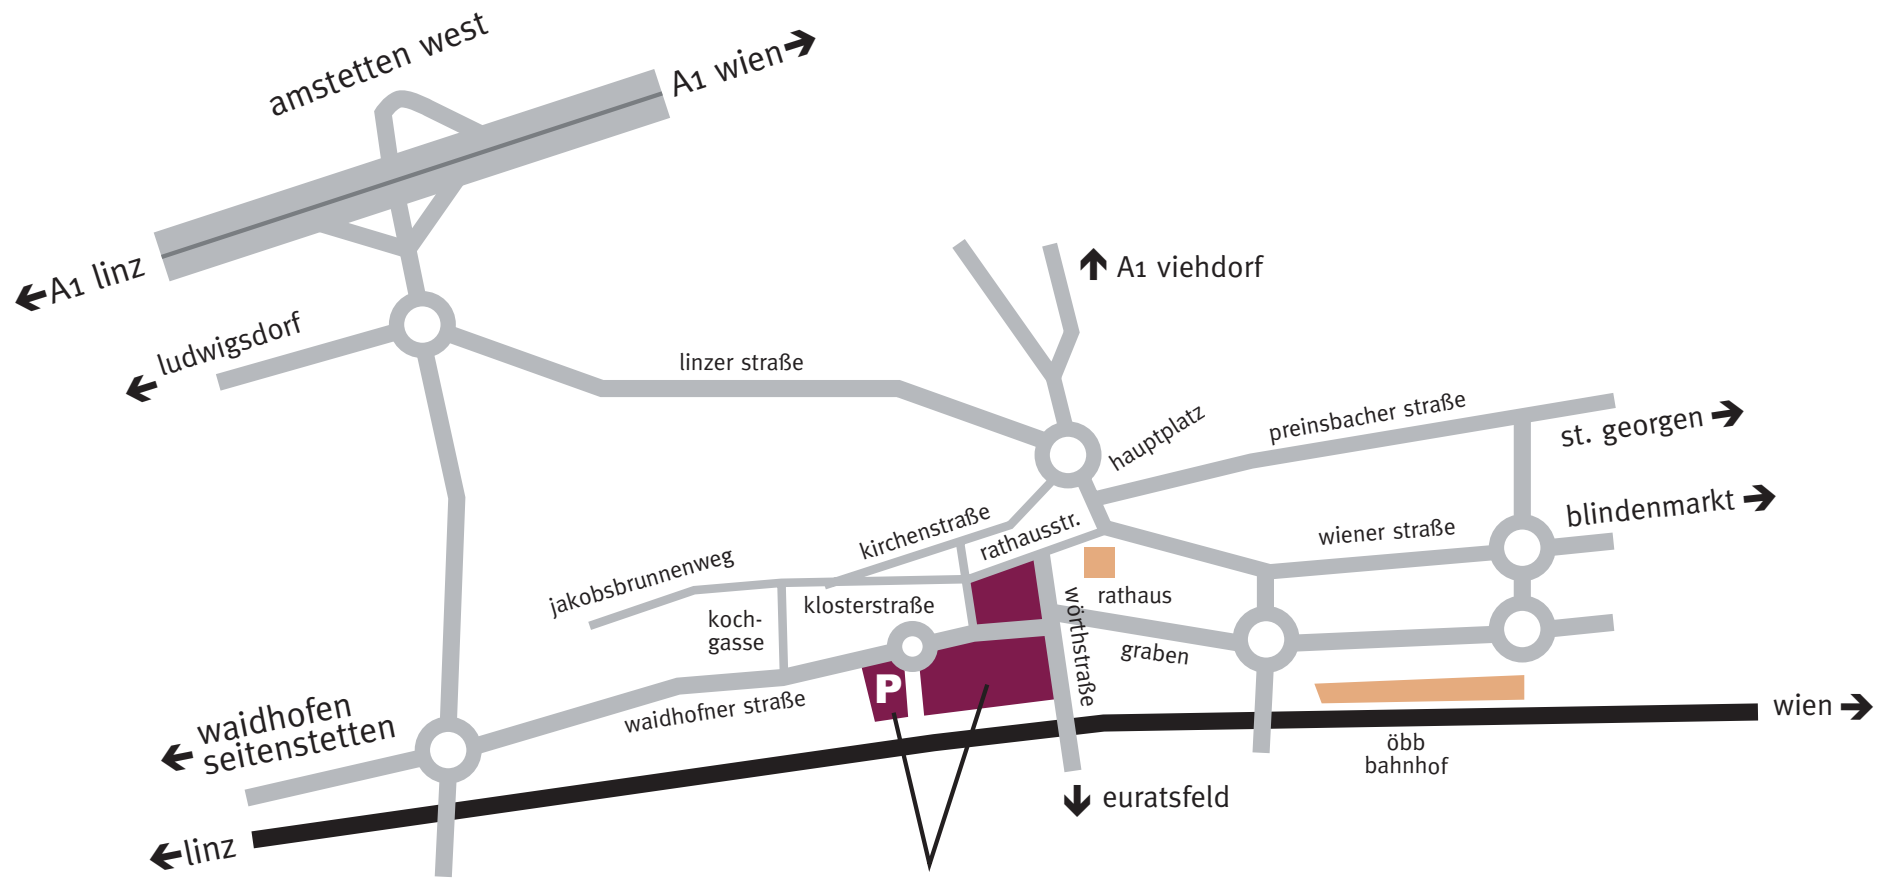 amstetten west
A1 wien
A1 linz
A1 viehdorf
ludwigsdorf
linzer straße
hauptplatz
preinsbacher straße
st. georgen
blindenmarkt
wiener straße
kirchenstraße
rathausstr.
jakobsbrunnenweg
koch-
gasse
klosterstraße
rathaus
wörthstraße
graben
P
waidhofner straße
waidhofen
seitenstetten
wien
öbb
bahnhof
euratsfeld
linz